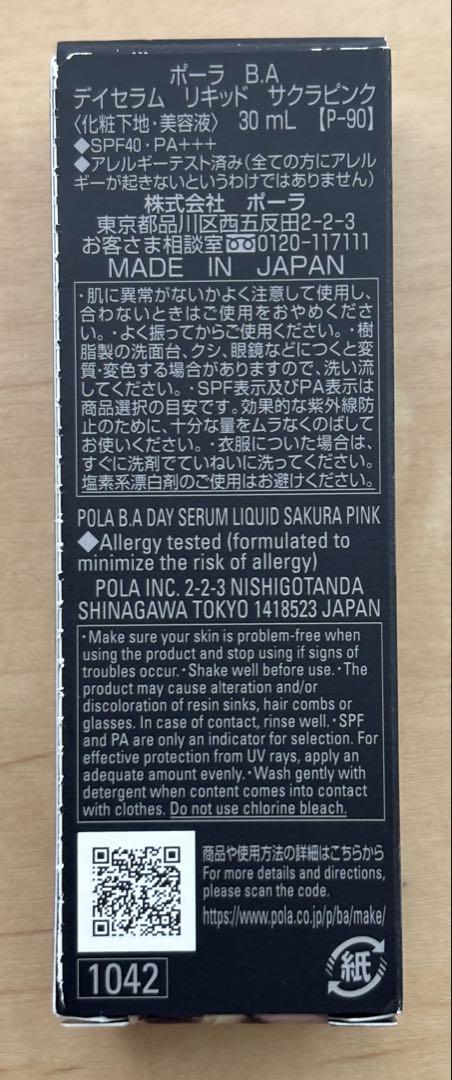 ポーラ B.A
デイセラム リキッド サクラピンク
〈化粧下地・美容液〉 30 mL 【P-90】
◆SPF40・PA+++
◆アレルギーテスト済み(全ての方にアレル
ギーが起きないというわけではありません)
株式会社 ポーラ
東京都品川区西五反田2-2-3
お客さま相談室 0120-117111
MADE IN JAPAN
・肌に異常がないかよく注意して使用し、
合わないときはご使用をおやめくださ
い。・よく振ってからご使用ください。・樹
脂製の洗面台、クシ、眼鏡などにつくと変
質・変色する場合がありますので、洗い流
してください。・SPF表示及びPA表示は
商品選択の目安です。効果的な紫外線防
止のために、十分な量をムラなくのばして
お使いください。・衣服についた場合は、
すぐに洗剤でていねいに洗ってください。
塩素系漂白剤のご使用はお避けください。
POLA B.A DAY SERUM LIQUID SAKURA PINK
◆Allergy tested (formulated to
minimize the risk of allergy)
POLA INC. 2-2-3 NISHIGOTANDA
SHINAGAWA TOKYO 1418523 JAPAN
・Make sure your skin is problem-free when
using the product and stop using if signs of
troubles occur.・Shake well before use.・The
product may cause alteration and/or
discoloration of resin sinks, hair combs or
glasses. In case of contact, rinse well.・SPF
and PA are only an indicator for selection. For
effective protection from UV rays, apply an
adequate amount evenly.・Wash gently with
detergent when content comes into contact
with clothes. Do not use chlorine bleach.
商品や使用方法の詳細はこちらから
For more details and directions,
please scan the code.
https://www.pola.co.jp/p/ba/make/
1042
紙